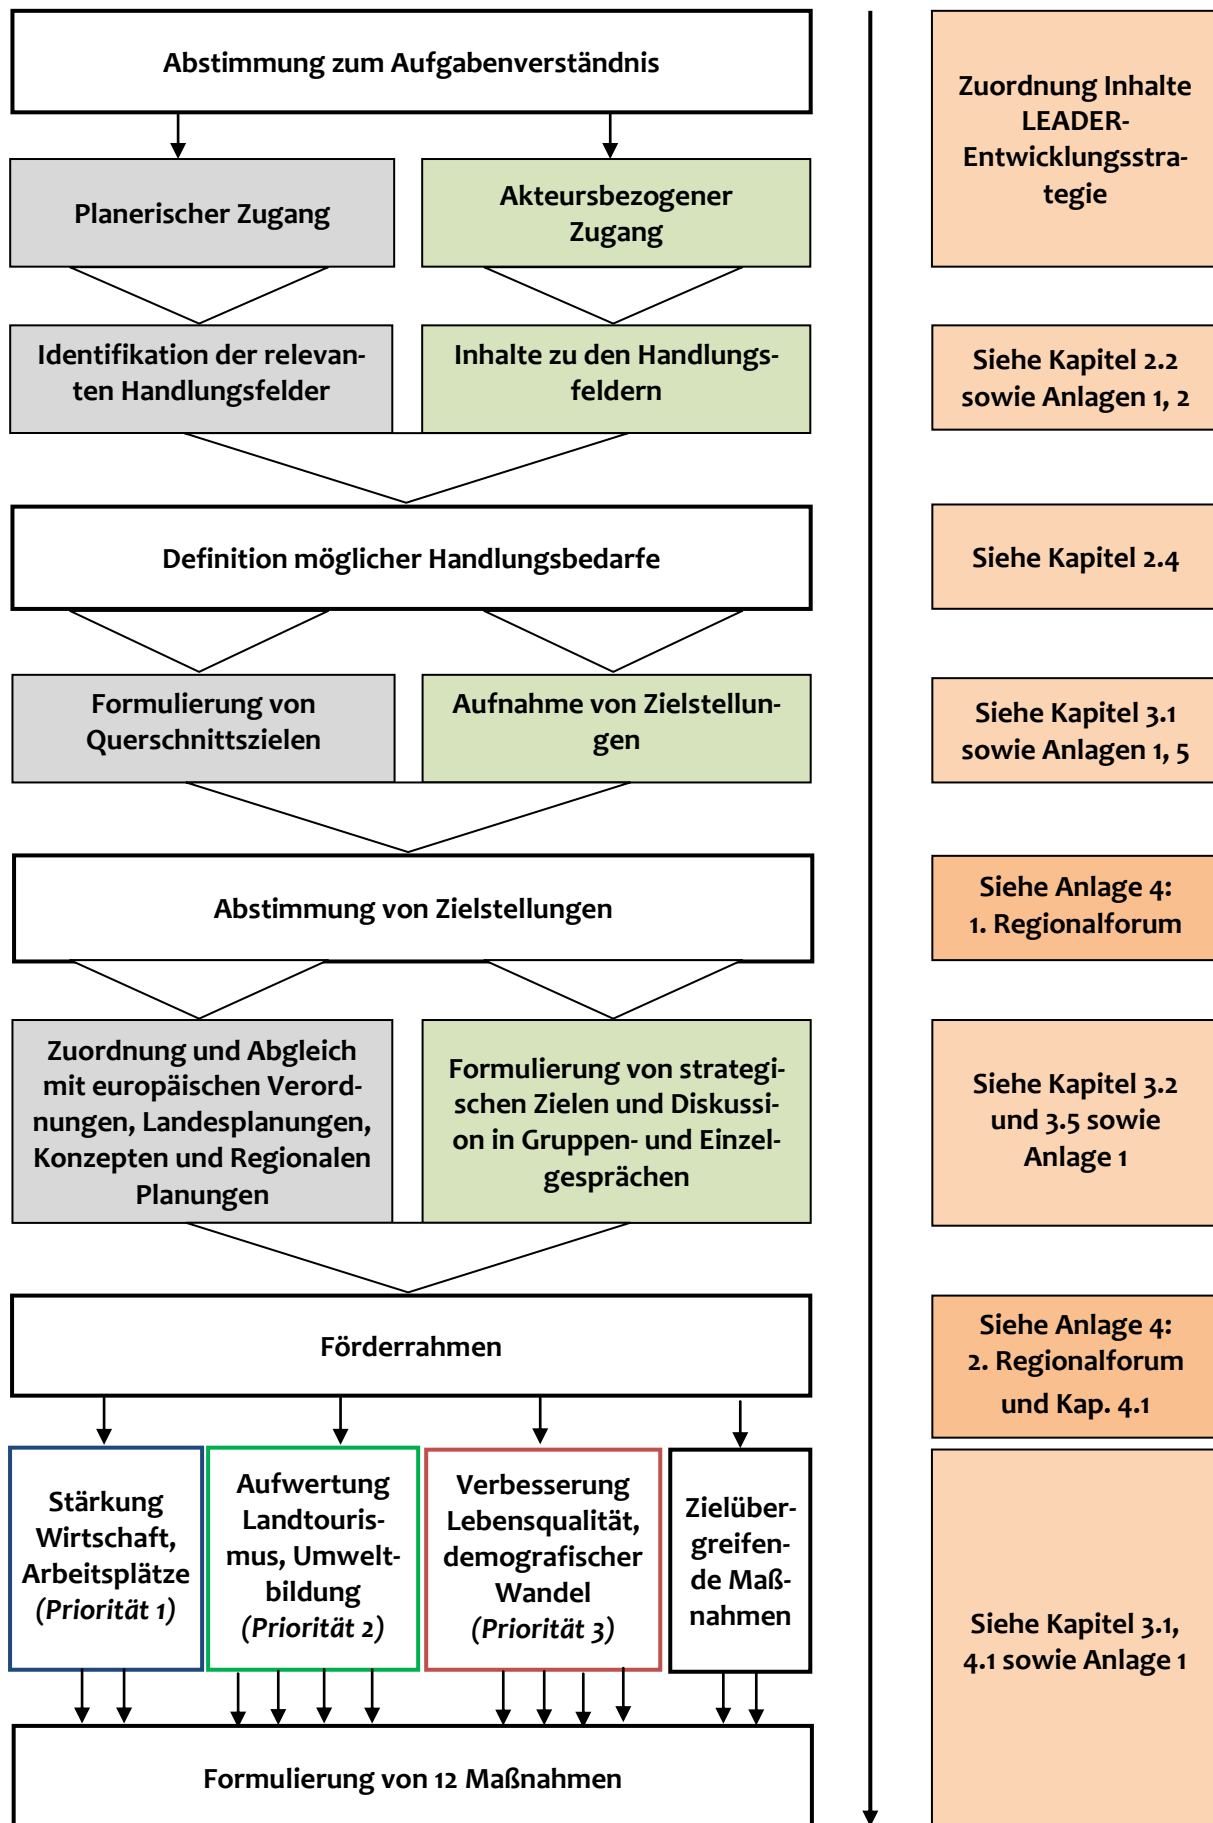 Abstimmung zum Aufgabenverständnis
Zuordnung Inhalte
LEADER-
Entwicklungsstra-
tegie
Planerischer Zugang
Akteursbezogener
Zugang
Identifikation der relevan-
ten Handlungsfelder
Inhalte zu den Handlungs-
feldern
Siehe Kapitel 2.2
sowie Anlagen 1, 2
Definition möglicher Handlungsbedarfe
Siehe Kapitel 2.4
Formulierung von
Querschnittszielen
Aufnahme von Zielstellun-
gen
Siehe Kapitel 3.1
sowie Anlagen 1, 5
Abstimmung von Zielstellungen
Siehe Anlage 4:
1. Regionalforum
Zuordnung und Abgleich
mit europäischen Verord-
nungen, Landesplanungen,
Konzepten und Regionalen
Planungen
Formulierung von strategi-
schen Zielen und Diskussi-
on in Gruppen- und Einzel-
gesprächen
Siehe Kapitel 3.2
und 3.5 sowie
Anlage 1
Förderrahmen
Siehe Anlage 4:
2. Regionalforum
und Kap. 4.1
Stärkung
Wirtschaft,
Arbeitsplätze
(Priorität 1)
Aufwertung
Landtouris-
mus, Umwelt-
bildung
(Priorität 2)
Verbesserung
Lebensqualität,
demografischer
Wandel
(Priorität 3)
Zielüber-
greifen-
de Maß-
nahmen
Siehe Kapitel 3.1,
4.1 sowie Anlage 1
Formulierung von 12 Maßnahmen